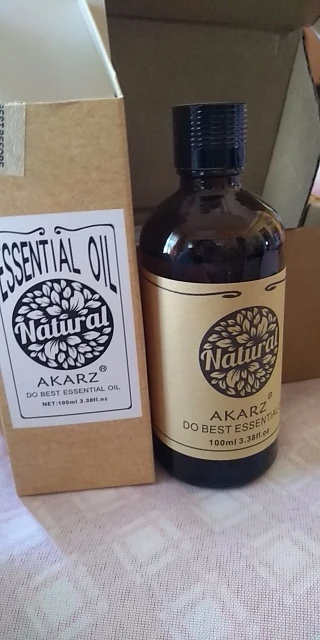 ESSENTIAL OIL
Natural
AKARZ®
DO BEST ESSENTIAL OIL
NET:100ml 3.38fl.oz
Natural
AKARZ®
DO BEST ESSENTIAL
100ml 3.38fl.oz